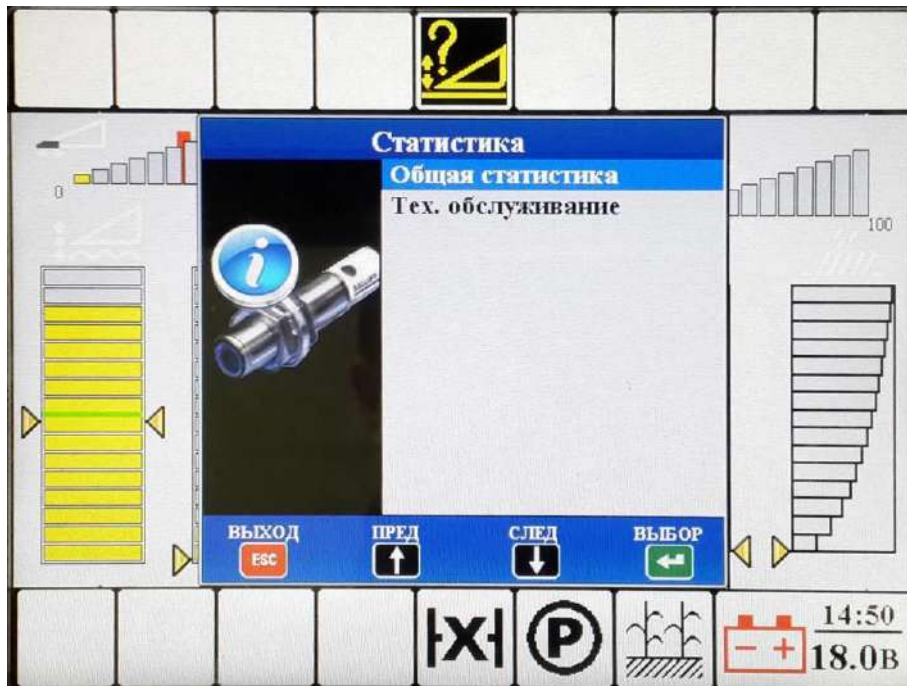 ?
Статистика
Общая статистика
Тех. обслуживание
0
100
i
ВЫХОД
ПРЕД
СЛЕД
ВЫБОР
ESC
X
P
14:50
18.0В